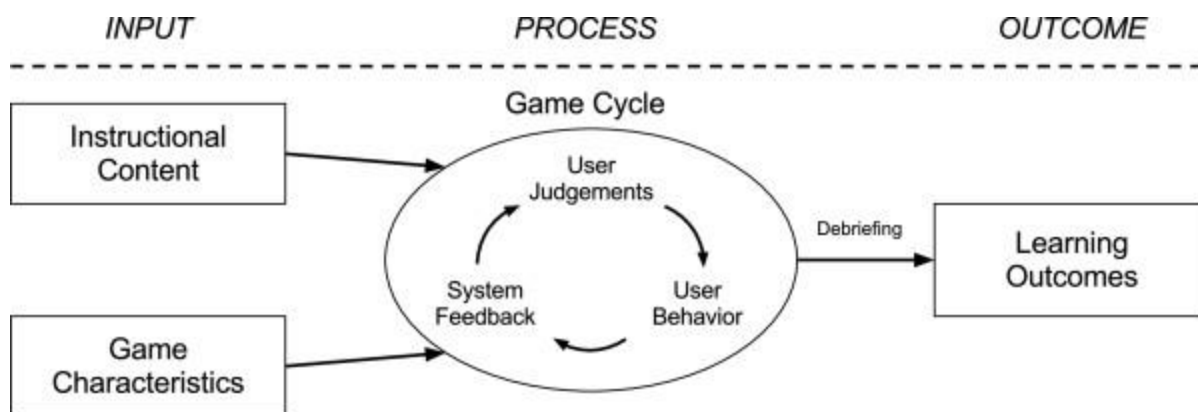 INPUT
PROCESS
OUTCOME
Game Cycle
Instructional
Content
User
Judgements
Debriefing
Learning
Outcomes
System
Feedback
User
Behavior
Game
Characteristics